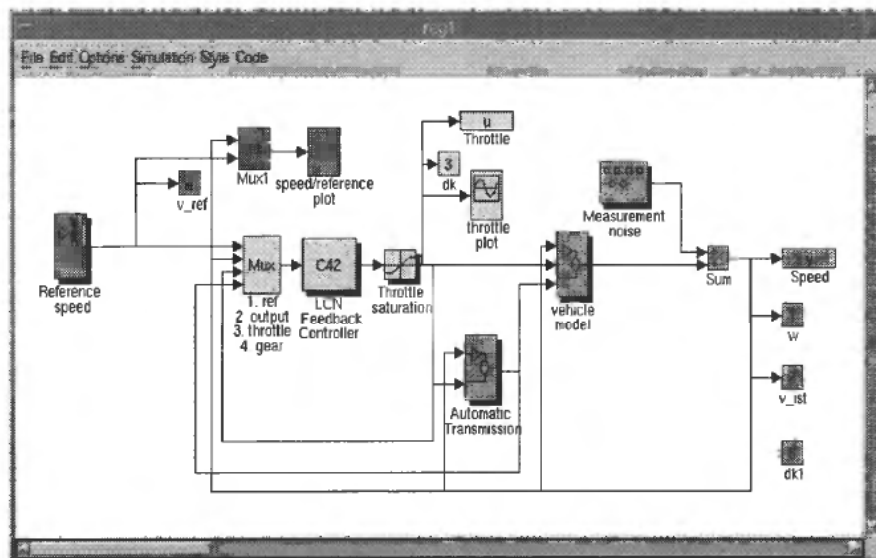 reg1
File Edit Options Simulation Style Code
μ
Throttle
3
dk
Mux1
speed/reference
plot
v_ref
throttle
plot
Measurement
noise
Reference
speed
Mux
1. ref
2 output
3. throttle
4 gear
C42
LCN
Feedback
Controller
Throttle
saturation
vehicle
model
Sum
y
Speed
w
v_ist
Automatic
Transmission
dk1